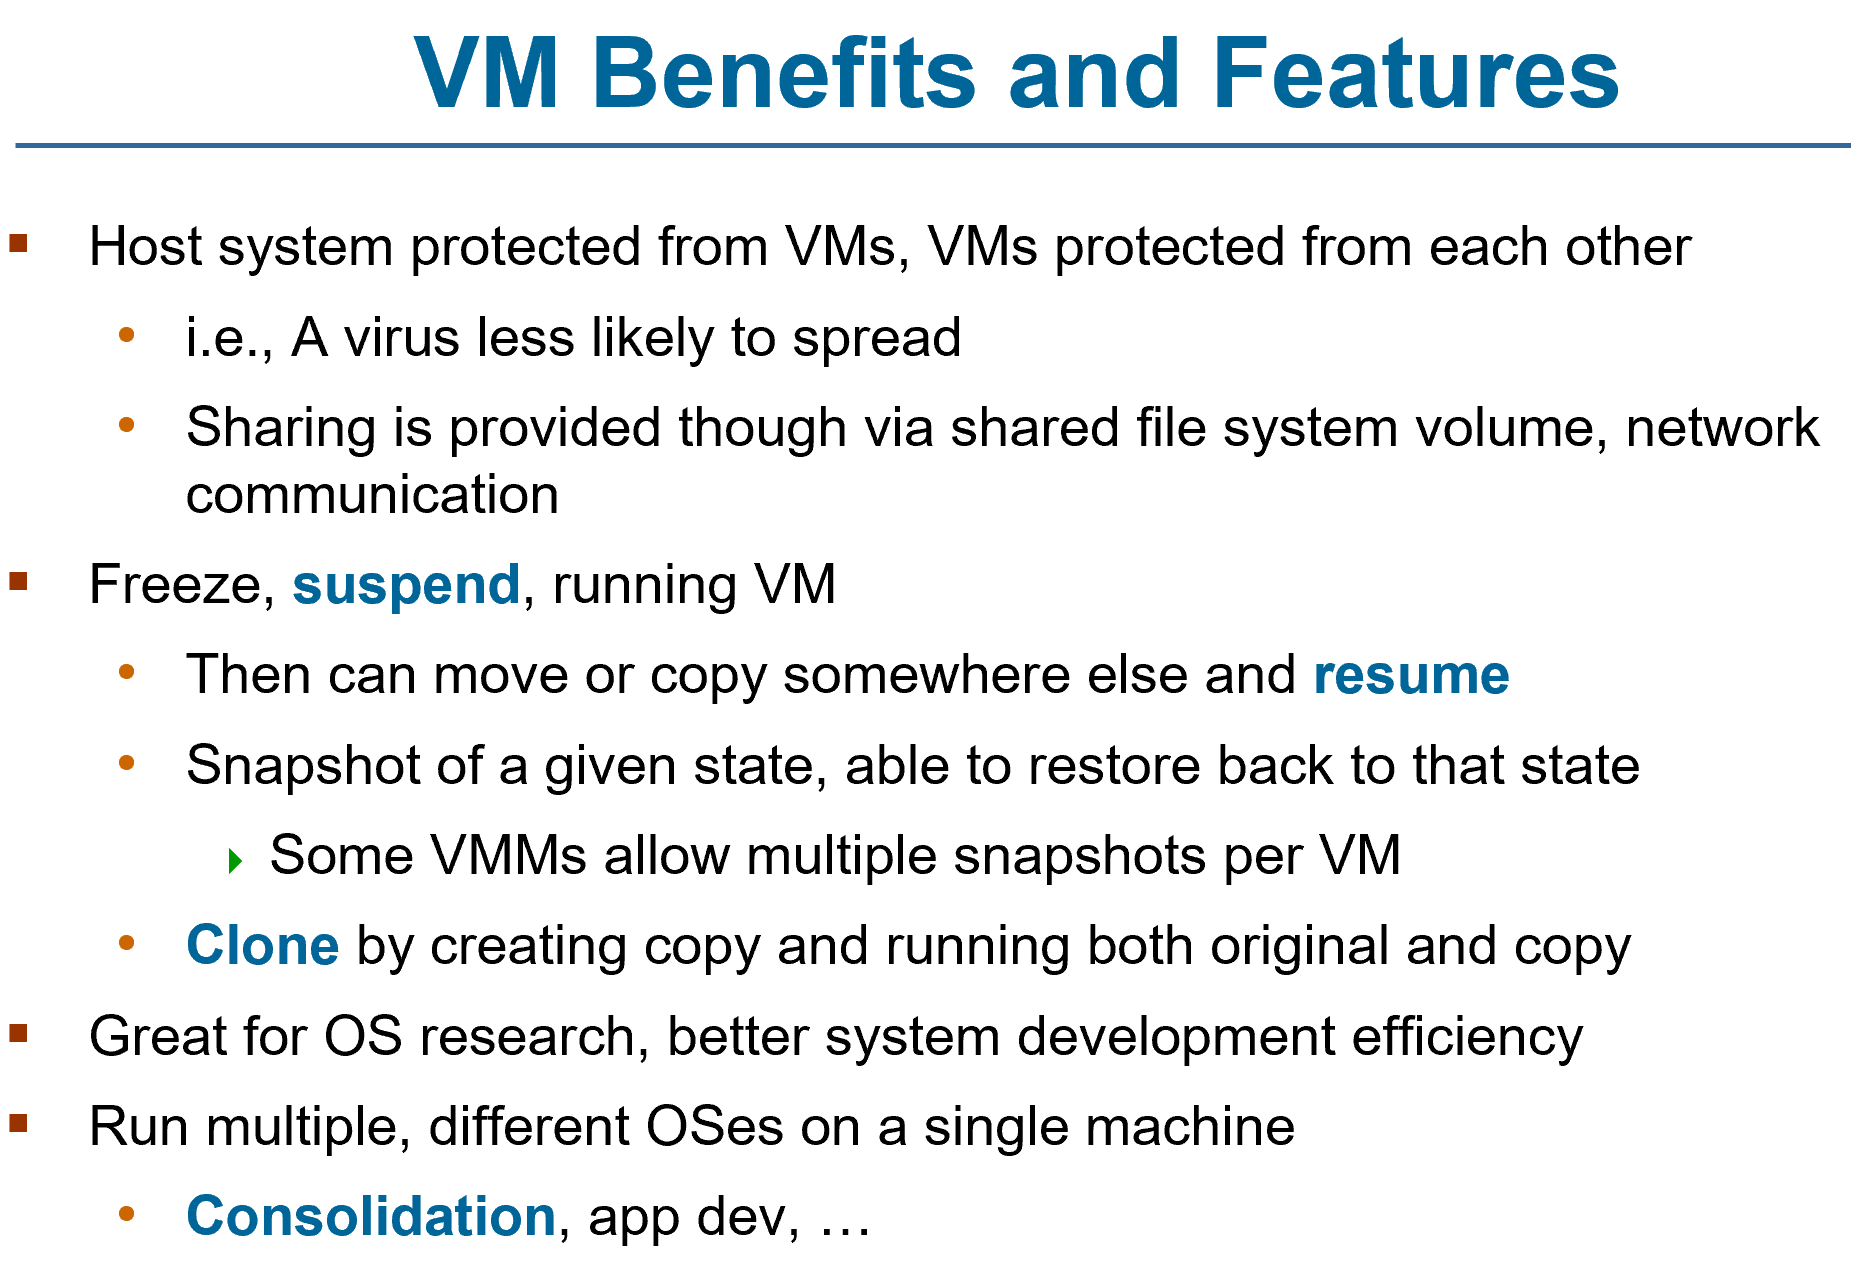 VM Benefits and Features
Host system protected from VMs, VMs protected from each other
i.e., A virus less likely to spread
Sharing is provided though via shared file system volume, network
communication
Freeze, suspend, running VM
Then can move or copy somewhere else and resume
Snapshot of a given state, able to restore back to that state
Some VMMs allow multiple snapshots per VM
Clone by creating copy and running both original and copy
Great for OS research, better system development efficiency
Run multiple, different OSes on a single machine
Consolidation, app dev, …